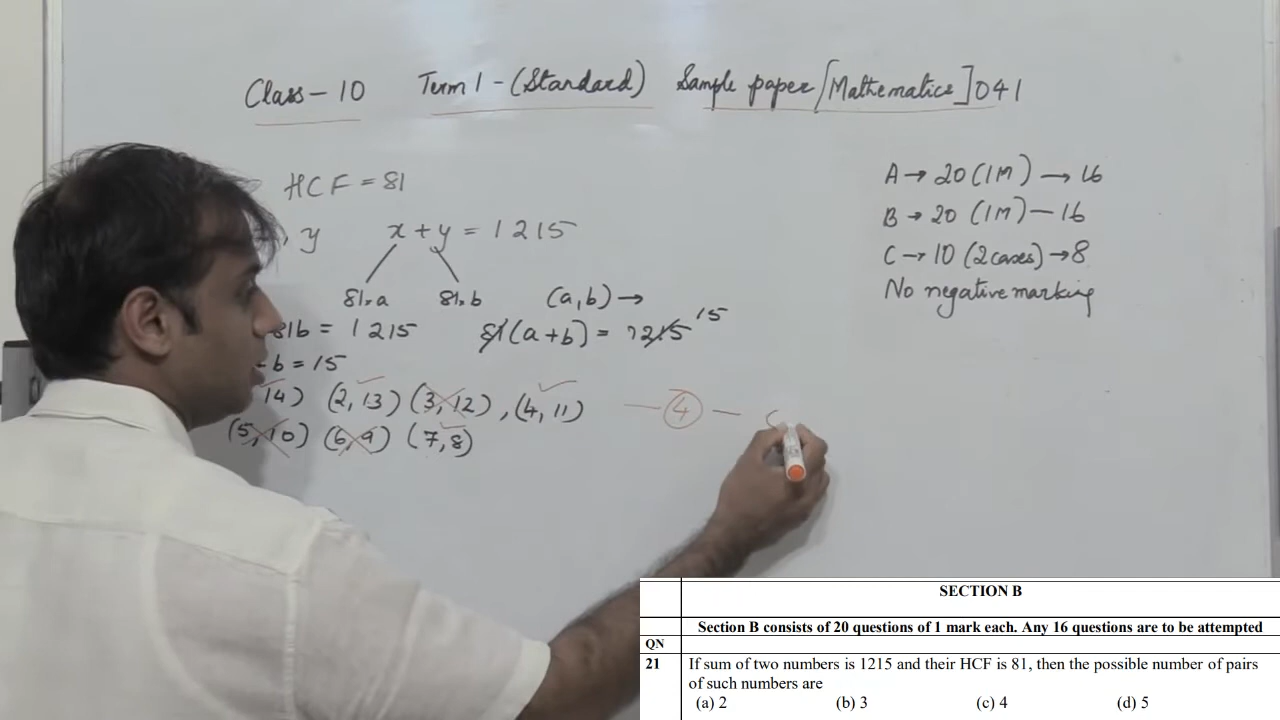 Class - 10 Term 1 - (Standard) Sample paper [Mathematics] 041
HCF = 81
, y x + y = 1215
81×a 81×b (a,b) →
81b = 1215 81(a+b) = 1215 15
b = 15
14) (2, 13) (3, 12) , (4, 11) — 4 —
(5, 10) (6, 9) (7, 8)
A → 20 (1M) → 16
B → 20 (1M) — 16
C → 10 (2 cases) → 8
No negative marking
SECTION B
Section B consists of 20 questions of 1 mark each. Any 16 questions are to be attempted
QN
21 If sum of two numbers is 1215 and their HCF is 81, then the possible number of pairs
of such numbers are
(a) 2 (b) 3 (c) 4 (d) 5